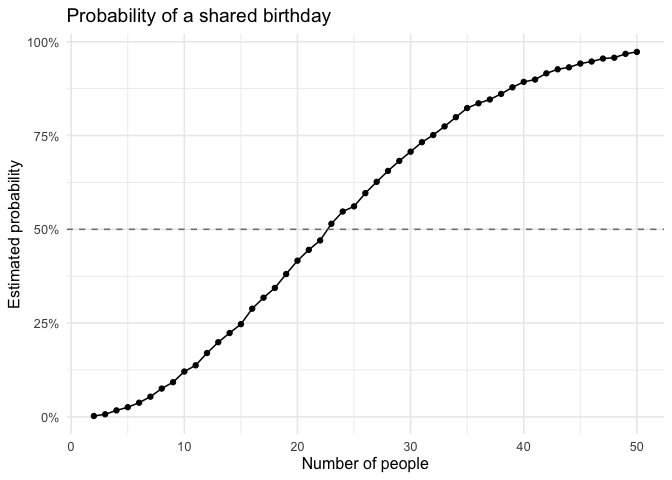 Probability of a shared birthday
100%
75%
50%
25%
0%
Estimated probability
0 10 20 30 40 50
Number of people